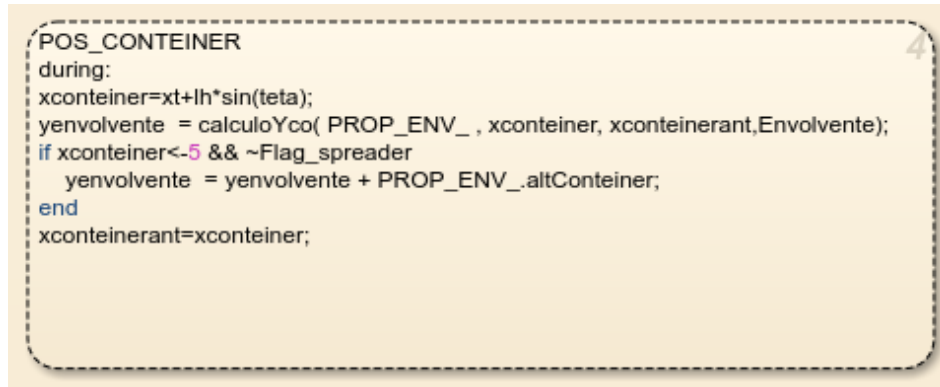 POS_CONTEINER
4
during:
xconteiner=xt+lh*sin(teta);
yenvolvente  = calculoYco( PROP_ENV_ , xconteiner, xconteinerant,Envolvente);
if xconteiner<-5 && ~Flag_spreader
   yenvolvente  = yenvolvente + PROP_ENV_.altConteiner;
end
xconteinerant=xconteiner;